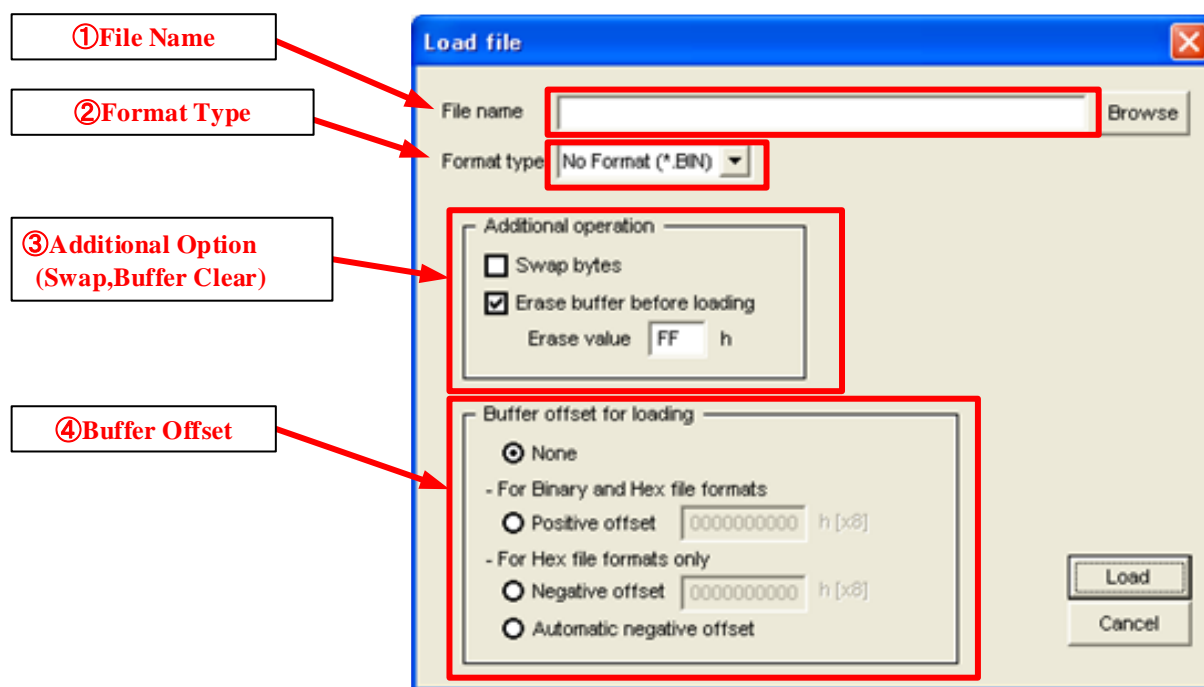 ①File Name
②Format Type
③Additional Option
(Swap,Buffer Clear)
④Buffer Offset
Load file
File name
Browse
Format type No Format (*.BIN)
Additional operation
Swap bytes
Erase buffer before loading
Erase value FF h
Buffer offset for loading
None
- For Binary and Hex file formats
Positive offset 0000000000 h [x8]
- For Hex file formats only
Negative offset 0000000000 h [x8]
Automatic negative offset
Load
Cancel